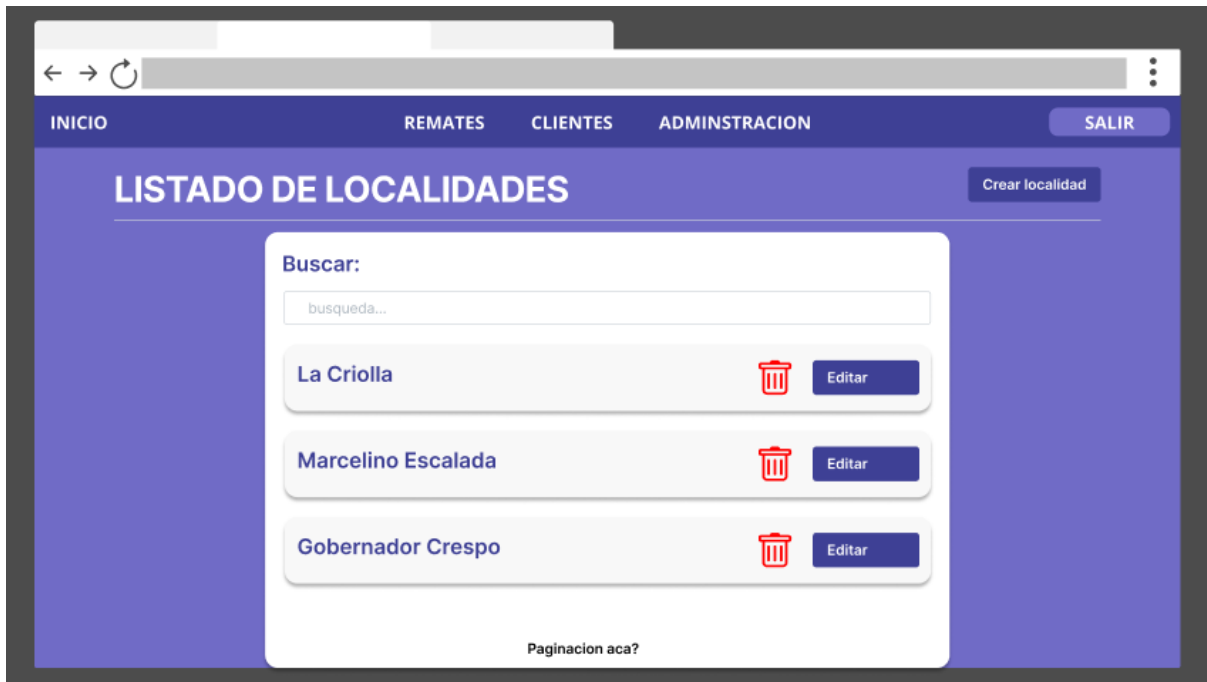 INICIO REMATES CLIENTES ADMINSTRACION SALIR
LISTADO DE LOCALIDADES Crear localidad
Buscar:
busqueda...
La Criolla Editar
Marcelino Escalada Editar
Gobernador Crespo Editar
Paginacion aca?